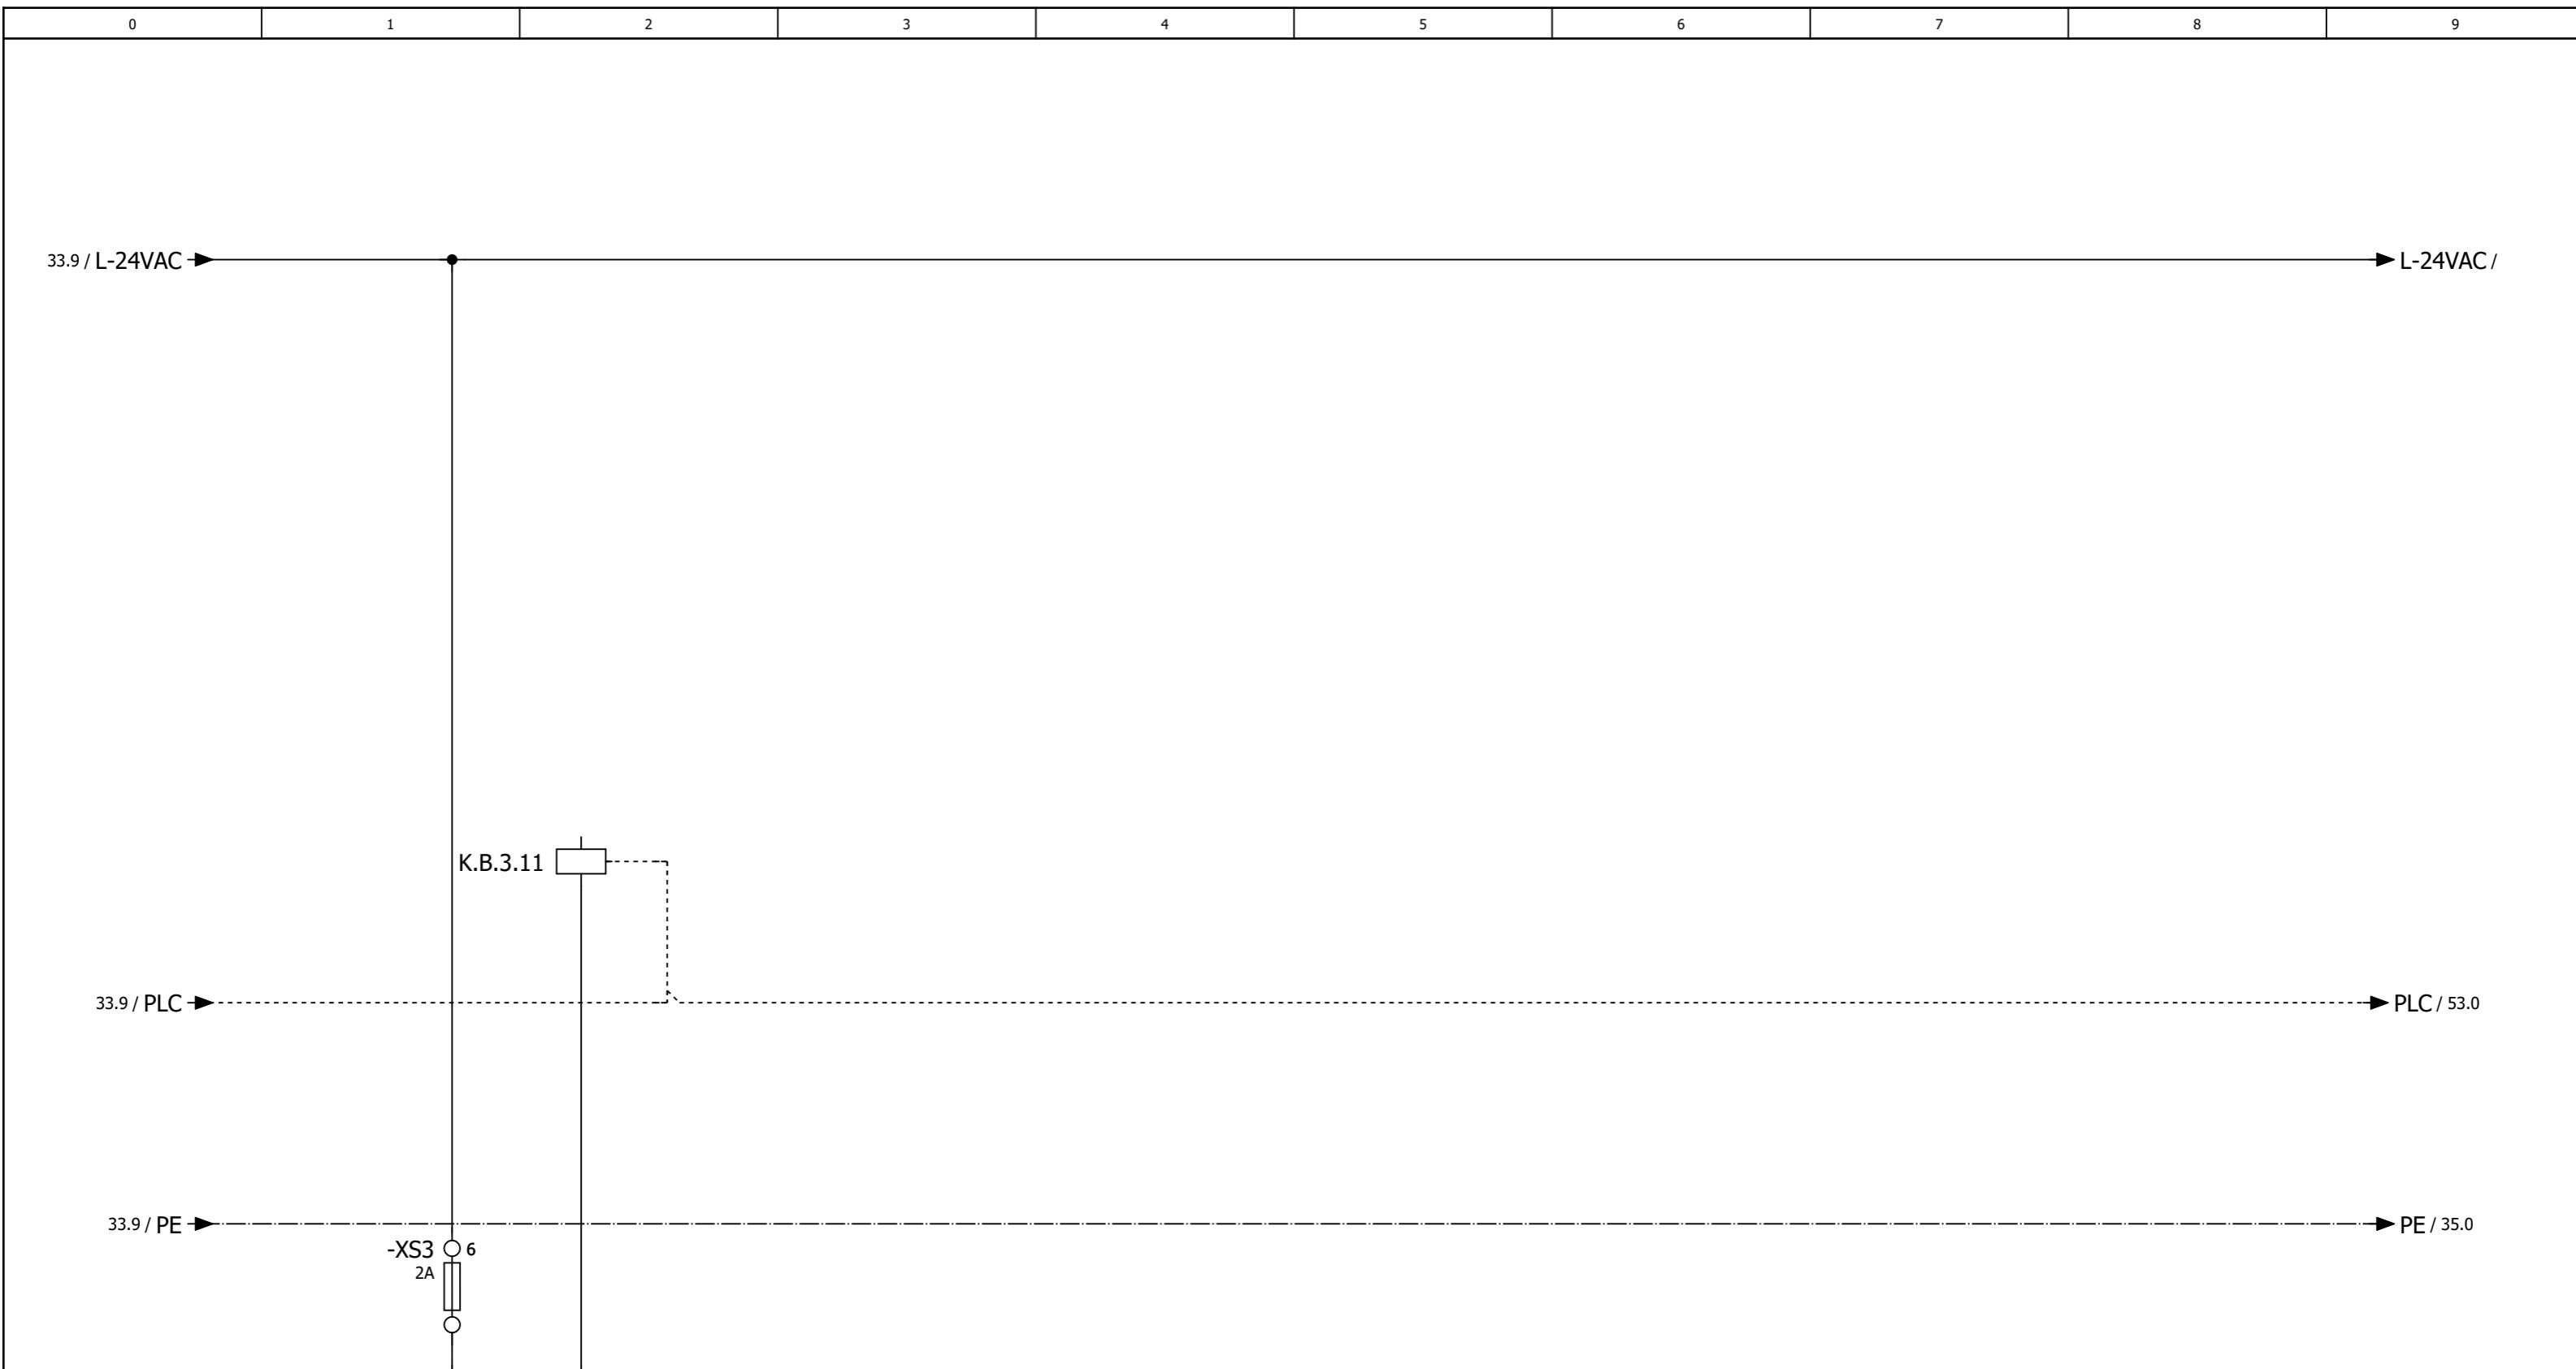 0 1 2 3 4 5 6 7 8 9
33.9 / L-24VAC L-24VAC /
K.B.3.11
33.9 / PLC PLC / 53.0
33.9 / PE PE / 35.0
-XS3 6
2A